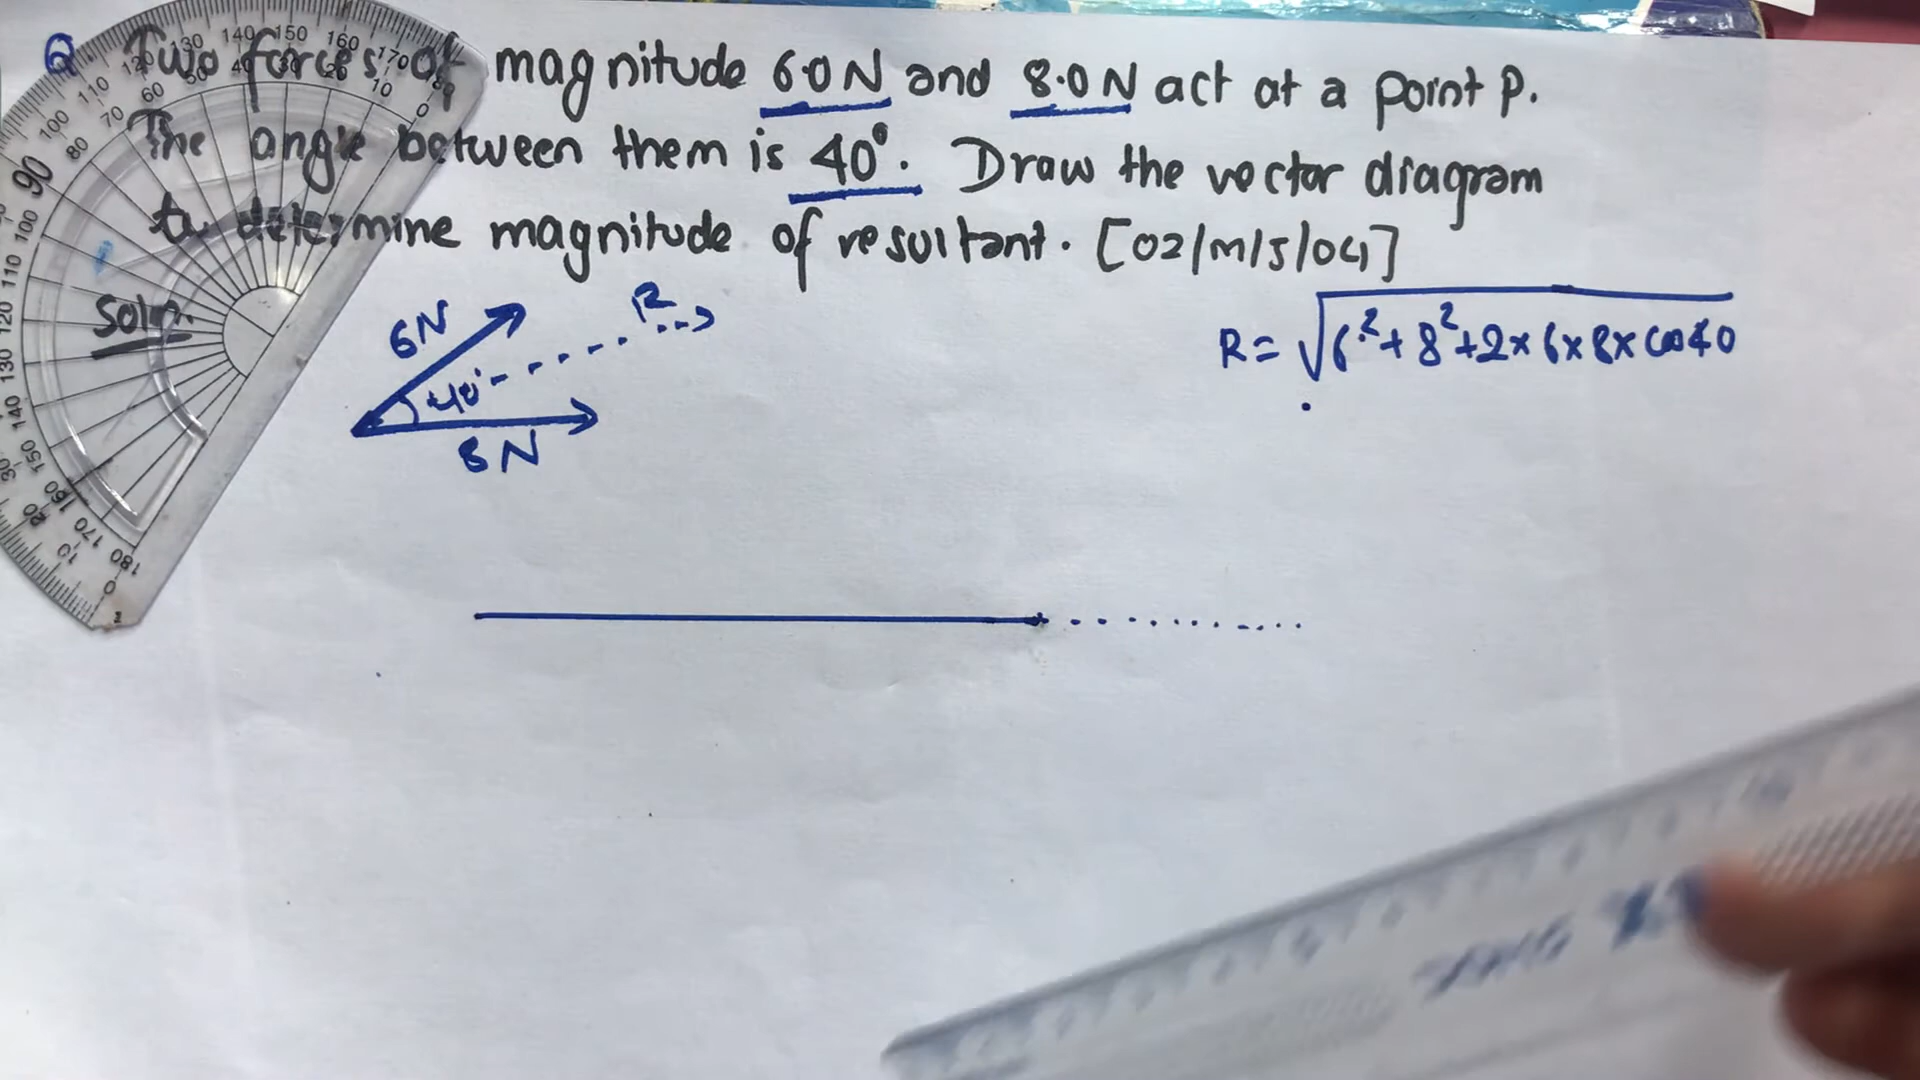 Q Two forces of magnitude 6.0 N and 8.0 N act at a point P.
The angle between them is 40°. Draw the vector diagram
to determine magnitude of resultant. [02/M/J/04]
Soln.
6N
R
40°
8N
R = √6²+8²+2×6×8×cos40